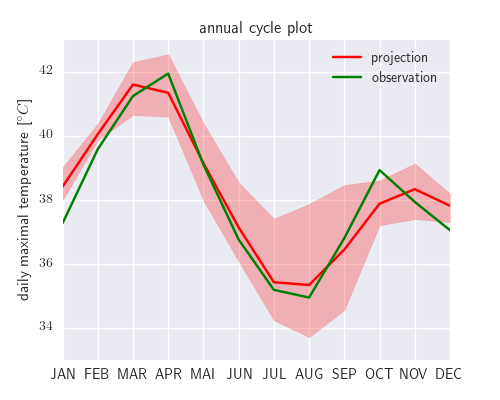 annual cycle plot
projection
observation
daily maximal temperature [°C]
42
40
38
36
34
JAN FEB MAR APR MAI JUN JUL AUG SEP OCT NOV DEC